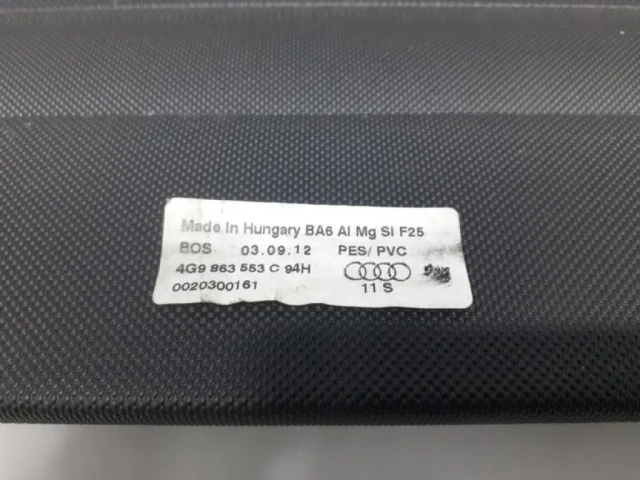 Made In Hungary BA6 Al Mg SI F25
BOS 03.09.12 PES/ PVC
4G9 863 553 C 94H
0020300161 11 S